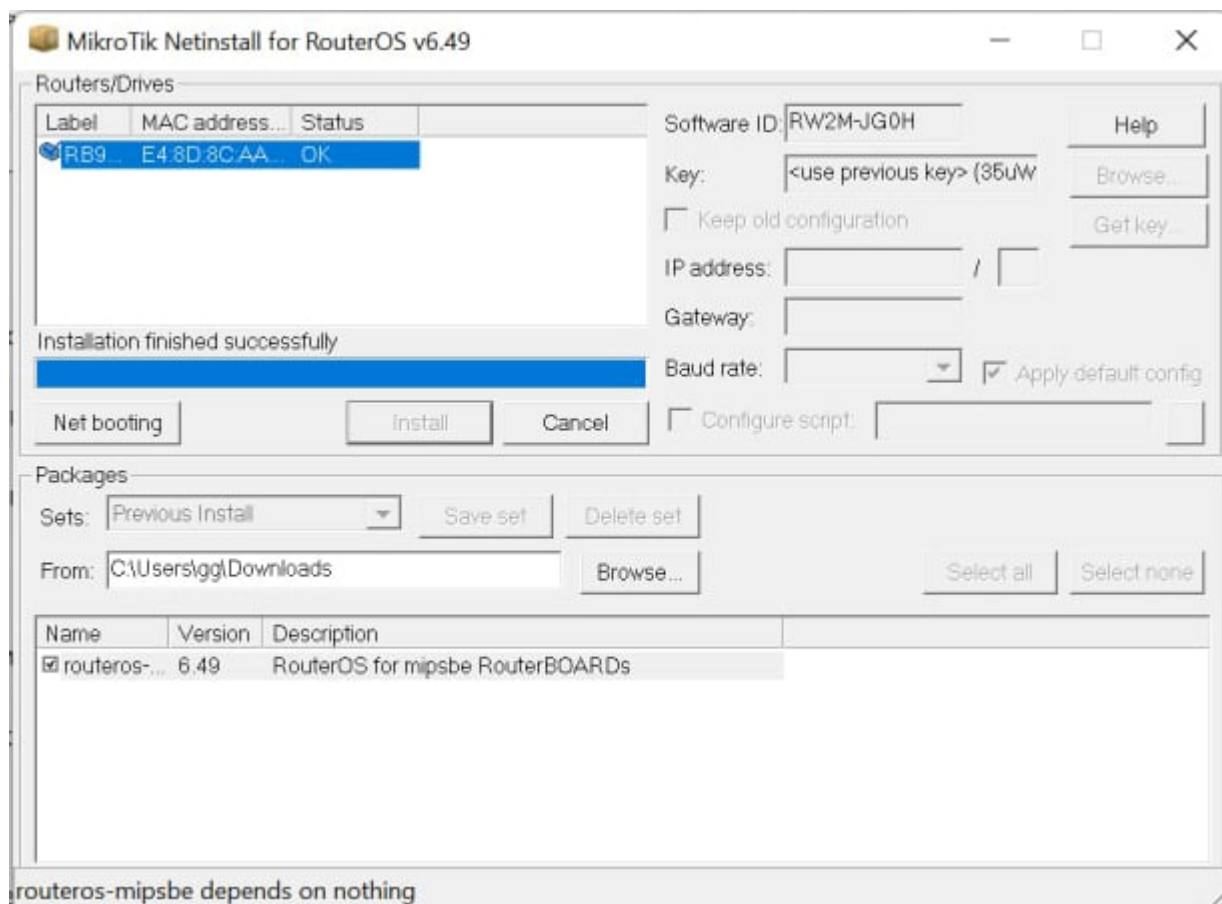 MikroTik Netinstall for RouterOS v6.49
Routers/Drives
Label MAC address... Status
RB9... E4:8D:8C:AA... OK
Installation finished successfully
Net booting Install Cancel
Software ID: RW2M-JG0H Help
Key: <use previous key> (35uW Browse...
Keep old configuration Get key...
IP address: /
Gateway:
Baud rate: Apply default config
Configure script:
Packages
Sets: Previous Install Save set Delete set
From: C:\Users\gg\Downloads Browse... Select all Select none
Name Version Description
routeros-... 6.49 RouterOS for mipsbe RouterBOARDs
routeros-mipsbe depends on nothing